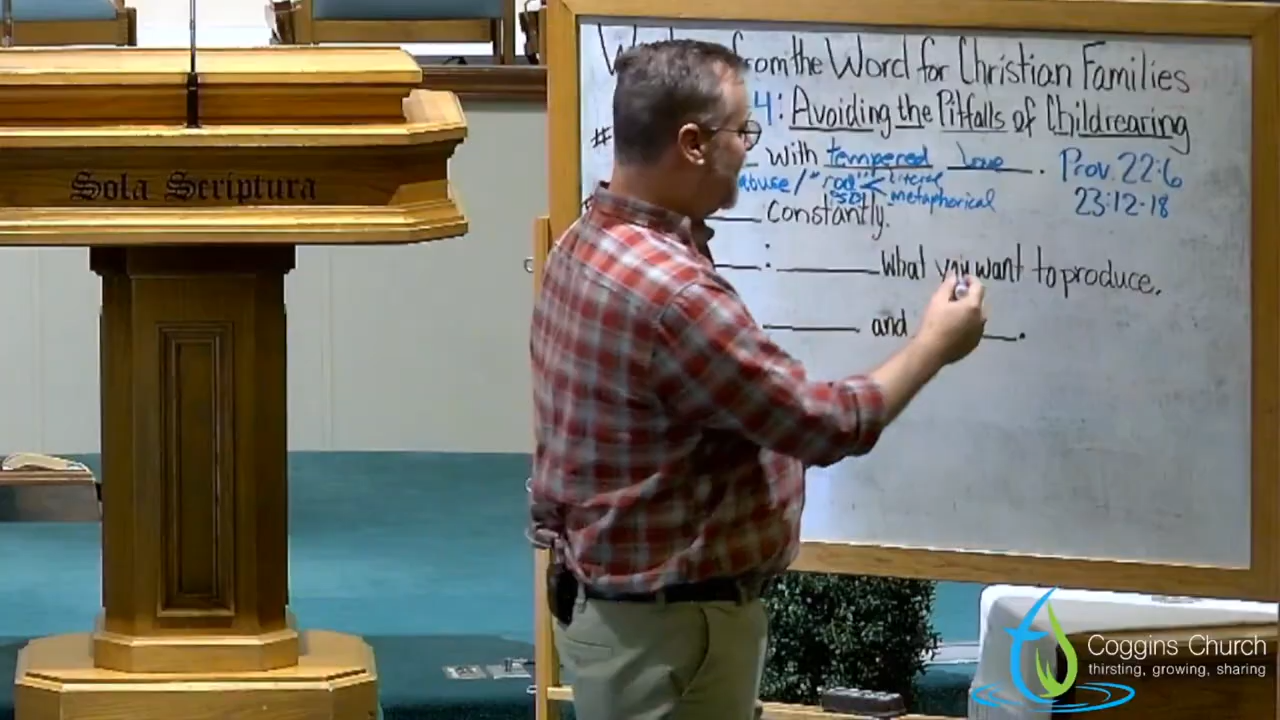 Sola Scriptura
from the Word for Christian Families
4: Avoiding the Pitfalls of Childrearing
#
with tempered love. Prov. 22:6
abuse/"rod" < literal
metaphorical 23:12-18
constantly.
: what you want to produce.
and .
Coggins Church
thirsting, growing, sharing